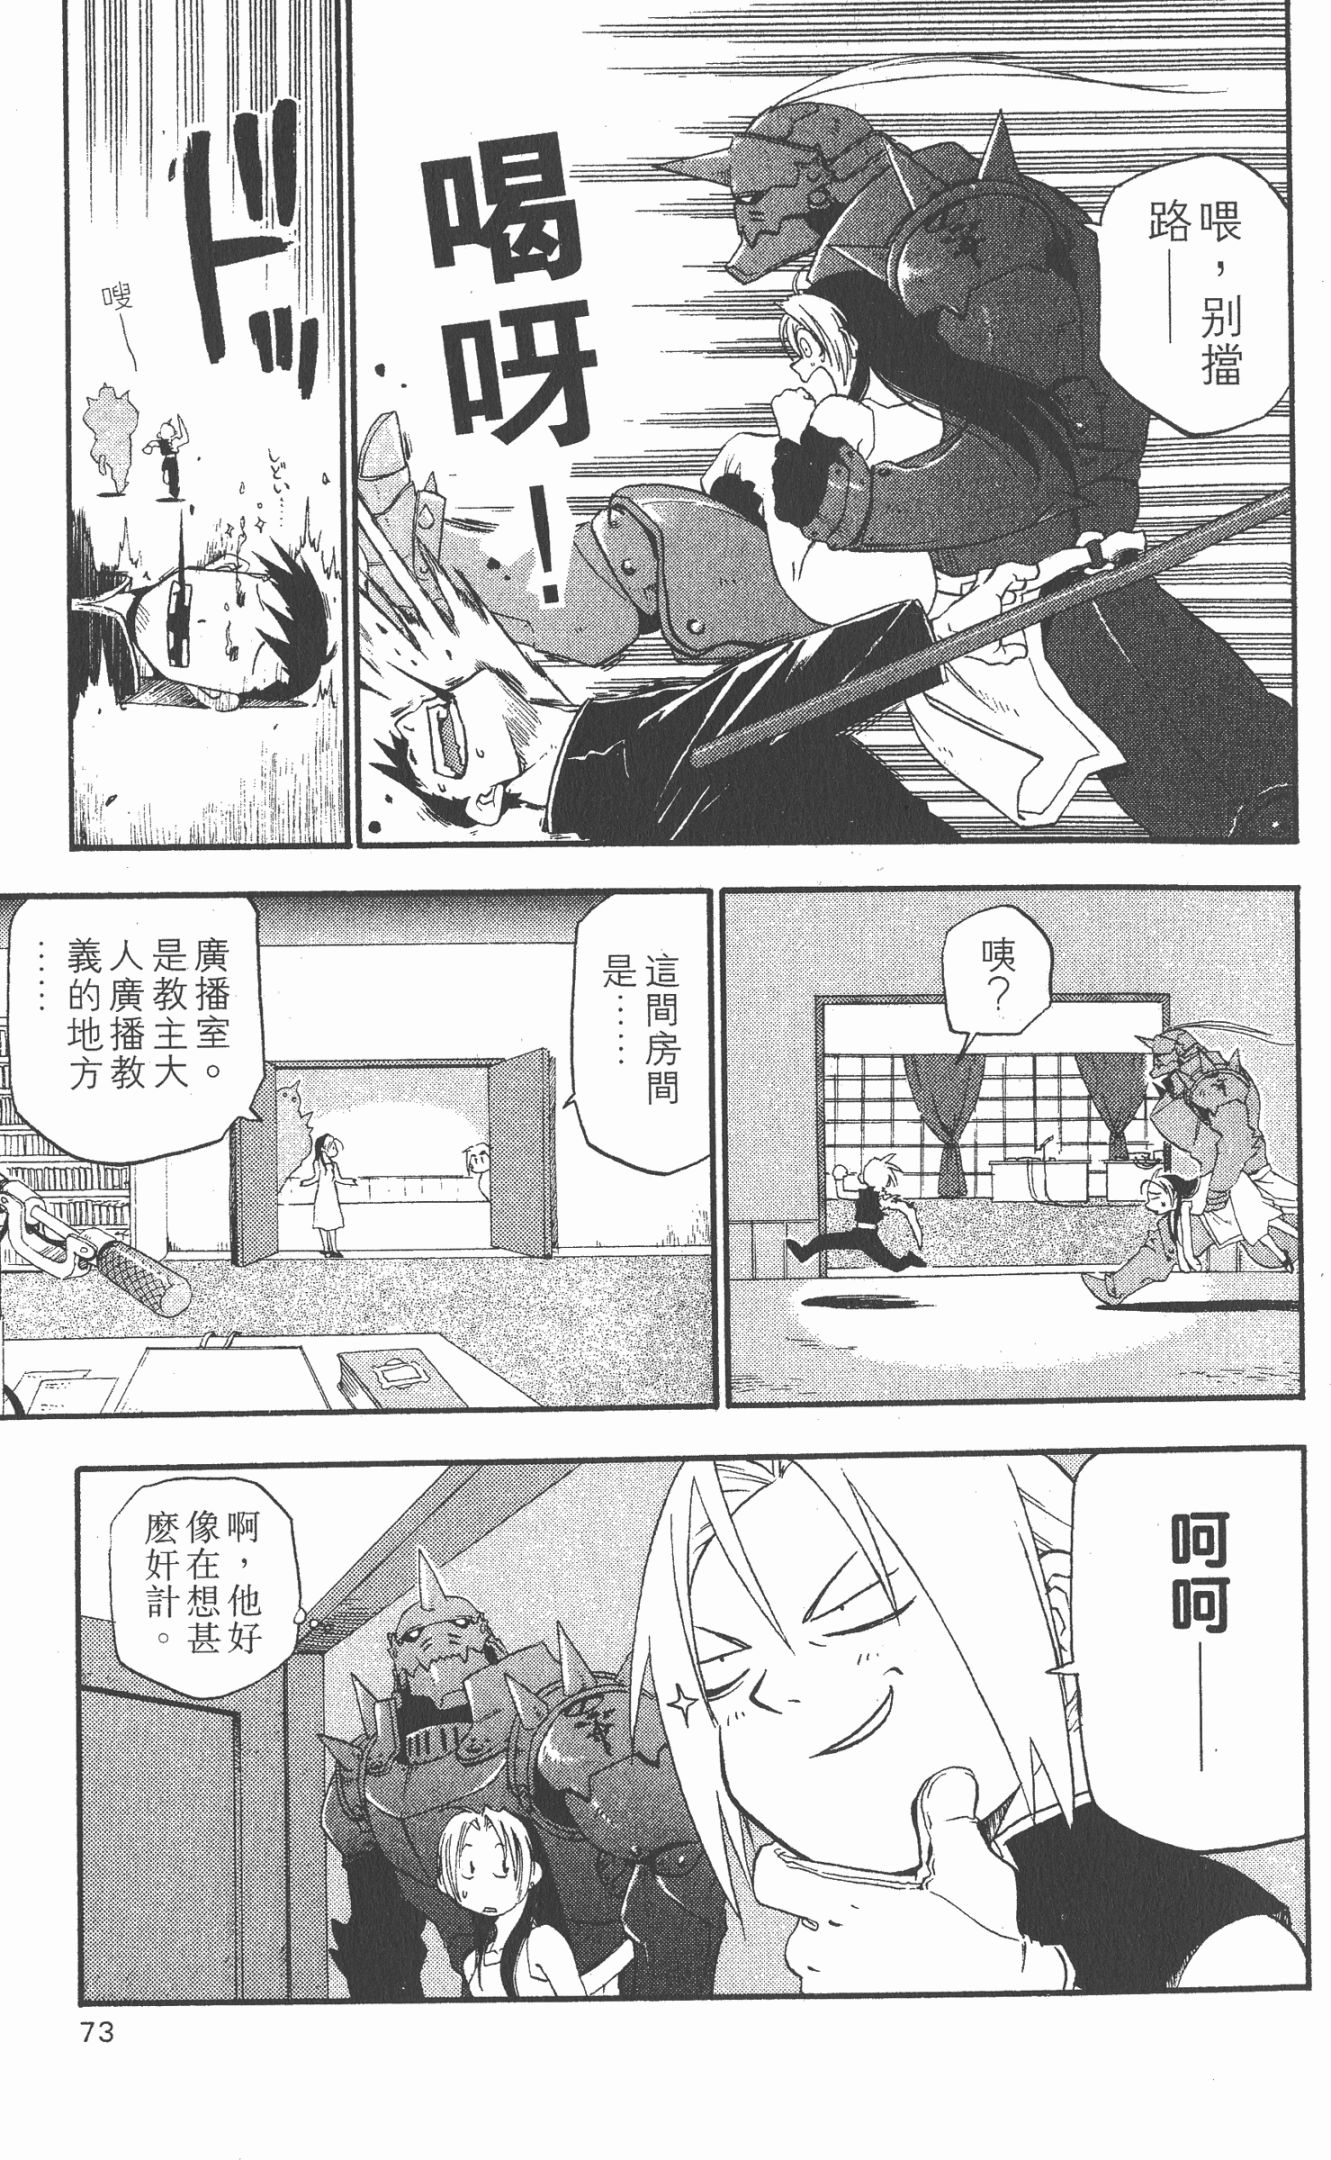 喂，別擋
路——
喝呀！
ドドドッ
嗖——
しどい……
咦？
這間房間
是……
廣播室。
是教主大
人廣播教
義的地方
……
呵呵——
啊，他好
像在想甚
麼奸計。
73